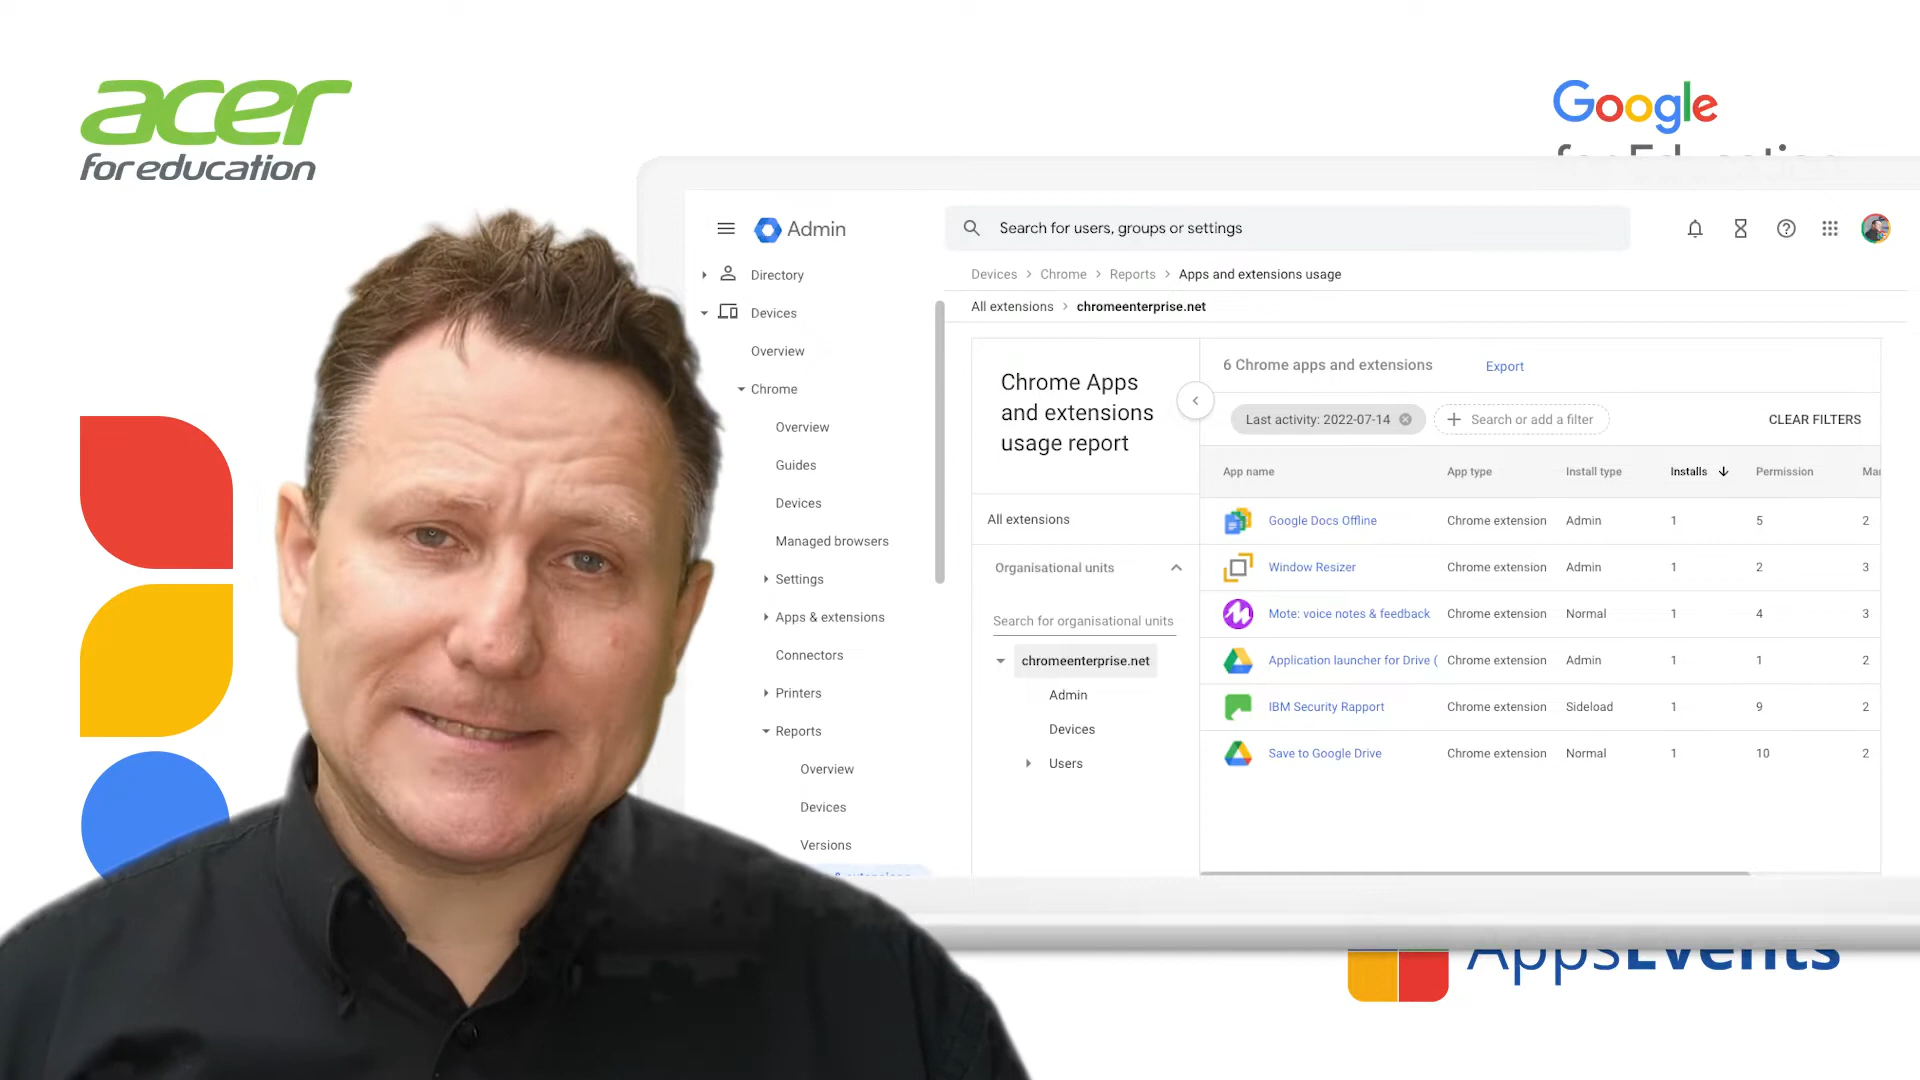 acer
for education
Google
for Education
Admin
Search for users, groups or settings
Directory
Devices
Overview
Chrome
Overview
Guides
Devices
Managed browsers
Settings
Apps & extensions
Connectors
Printers
Reports
Overview
Devices
Versions
Devices > Chrome > Reports > Apps and extensions usage
All extensions > chromeenterprise.net
Chrome Apps
and extensions
usage report
All extensions
Organisational units
Search for organisational units
chromeenterprise.net
Admin
Devices
Users
6 Chrome apps and extensions Export
Last activity: 2022-07-14 Search or add a filter CLEAR FILTERS
App name App type Install type Installs Permission Ma
Google Docs Offline Chrome extension Admin 1 5 2
Window Resizer Chrome extension Admin 1 2 3
Mote: voice notes & feedback Chrome extension Normal 1 4 3
Application launcher for Drive ( Chrome extension Admin 1 1 2
IBM Security Rapport Chrome extension Sideload 1 9 2
Save to Google Drive Chrome extension Normal 1 10 2
AppsEvents